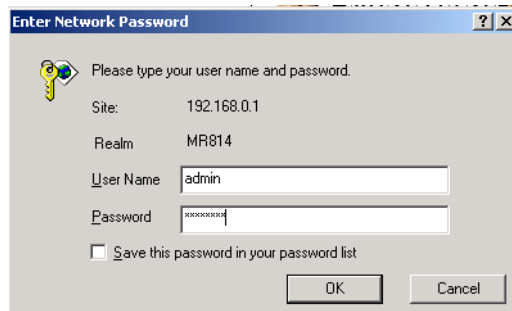 Enter Network Password
Please type your user name and password.
Site: 192.168.0.1
Realm MR814
User Name admin
Password ********
Save this password in your password list
OK Cancel